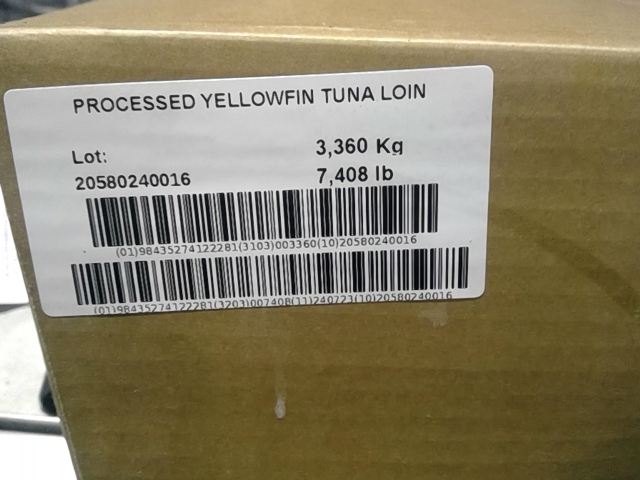 PROCESSED YELLOWFIN TUNA LOIN
Lot:
3,360 Kg
20580240016
7,408 lb
(01)98435274122281(3103)003360(10)20580240016
(01)98435274122281(3203)007408(11)240723(10)20580240016